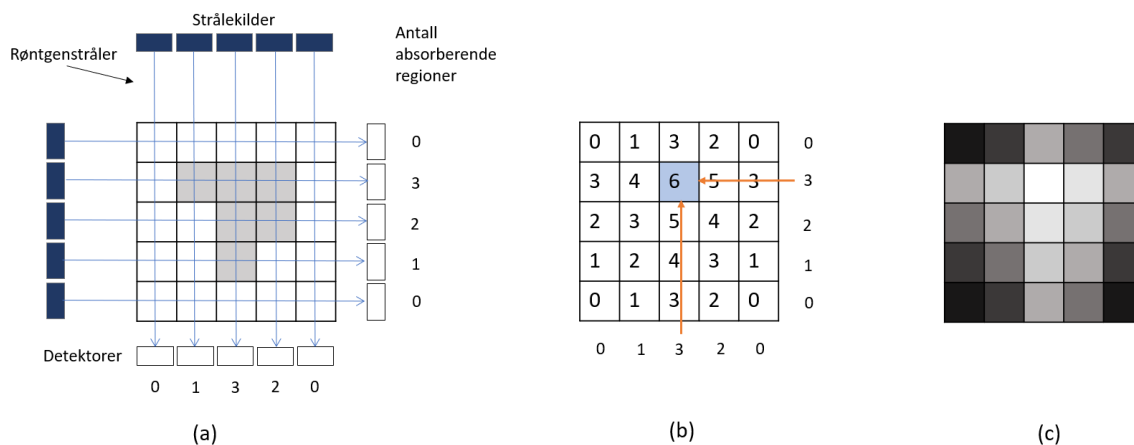 Strålekilder
Røntgenstråler
Antall
absorberende
regioner
0
3
2
1
0
Detektorer
0 1 3 2 0
(a)
0 1 3 2 0 0
3 4 6 5 3 3
2 3 5 4 2 2
1 2 4 3 1 1
0 1 3 2 0 0
0 1 3 2 0
(b)
(c)